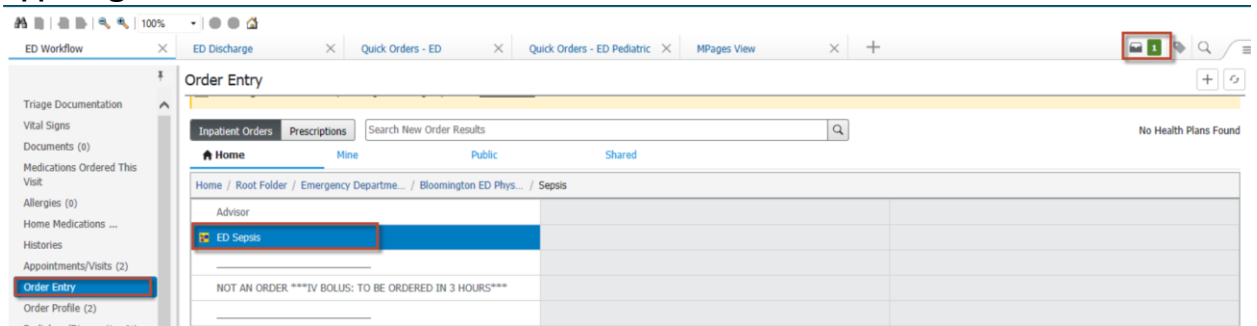 100%
ED Workflow × ED Discharge × Quick Orders - ED × Quick Orders - ED Pediatric × MPages View × +
1
Order Entry
Triage Documentation
Vital Signs
Documents (0)
Medications Ordered This
Visit
Allergies (0)
Home Medications ...
Histories
Appointments/Visits (2)
Order Entry
Order Profile (2)
Inpatient Orders Prescriptions Search New Order Results No Health Plans Found
Home Mine Public Shared
Home / Root Folder / Emergency Departme... / Bloomington ED Phys... / Sepsis
Advisor
ED Sepsis
NOT AN ORDER ***IV BOLUS: TO BE ORDERED IN 3 HOURS***